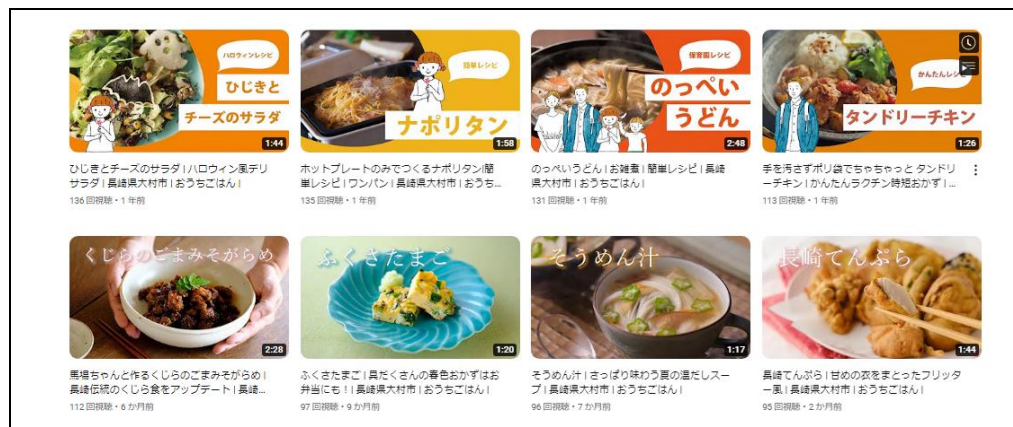 ハロウィンレシピ
ひじきと
チーズのサラダ
1:44
簡単レシピ
ナポリタン
1:58
保育園レシピ
のっぺい
うどん
2:48
かんたんレシピ
タンドリーチキン
1:26
ひじきとチーズのサラダ | ハロウィン風デリ
サラダ | 長崎県大村市 | おうちごはん |
136 回視聴・1 年前
ホットプレートのみでつくるナポリタン|簡
単レシピ | ワンパン | 長崎県大村市 | おうち...
135 回視聴・1 年前
のっぺいうどん | お雑煮 | 簡単レシピ | 長崎
県大村市 | おうちごはん |
131 回視聴・1 年前
手を汚さずポリ袋でちゃちゃっと タンドリ
ーチキン | かんたんラクチン時短おかず | ...
113 回視聴・1 年前
くじらのごまみそがらめ
2:28
ふくさたまご
1:20
そうめん汁
1:17
長崎てんぷら
1:44
馬場ちゃんと作るくじらのごまみそがらめ |
長崎伝統のくじら食をアップデート | 長崎...
112 回視聴・6 か月前
ふくさたまご | 具だくさんの春色おかずはお
弁当にも！ | 長崎県大村市 | おうちごはん |
97 回視聴・9 か月前
そうめん汁 | さっぱり味わう夏の温だしスー
プ | 長崎県大村市 | おうちごはん |
96 回視聴・7 か月前
長崎てんぷら | 甘めの衣をまとったフリッタ
ー風 | 長崎県大村市 | おうちごはん |
95 回視聴・2 か月前